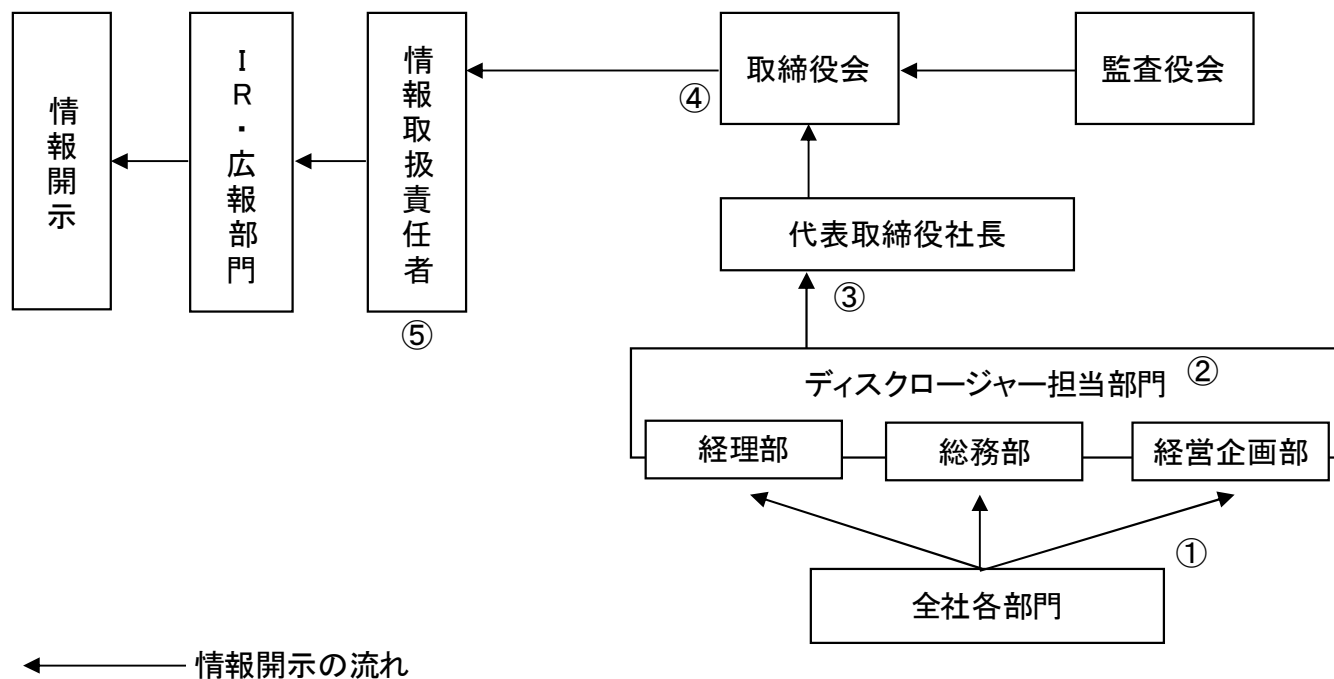 情報開示
IR・広報部門
情報取扱責任者
⑤
取締役会
④
監査役会
代表取締役社長
③
ディスクロージャー担当部門 ②
経理部
総務部
経営企画部
①
全社各部門
情報開示の流れ